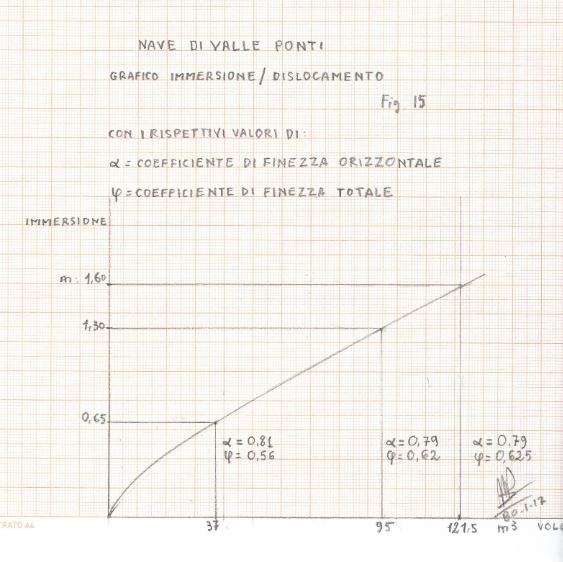 NAVE DI VALLE PONTI
GRAFICO IMMERSIONE / DISLOCAMENTO
Fig 15
CON I RISPETTIVI VALORI DI:
α = COEFFICIENTE DI FINEZZA ORIZZONTALE
φ = COEFFICIENTE DI FINEZZA TOTALE
IMMERSIONE
m. 1,60
1,30
0,65
α = 0,81
φ = 0,56
α = 0,79
φ = 0,62
α = 0,79
φ = 0,625
37 95 121.5 m³
TRATO A4